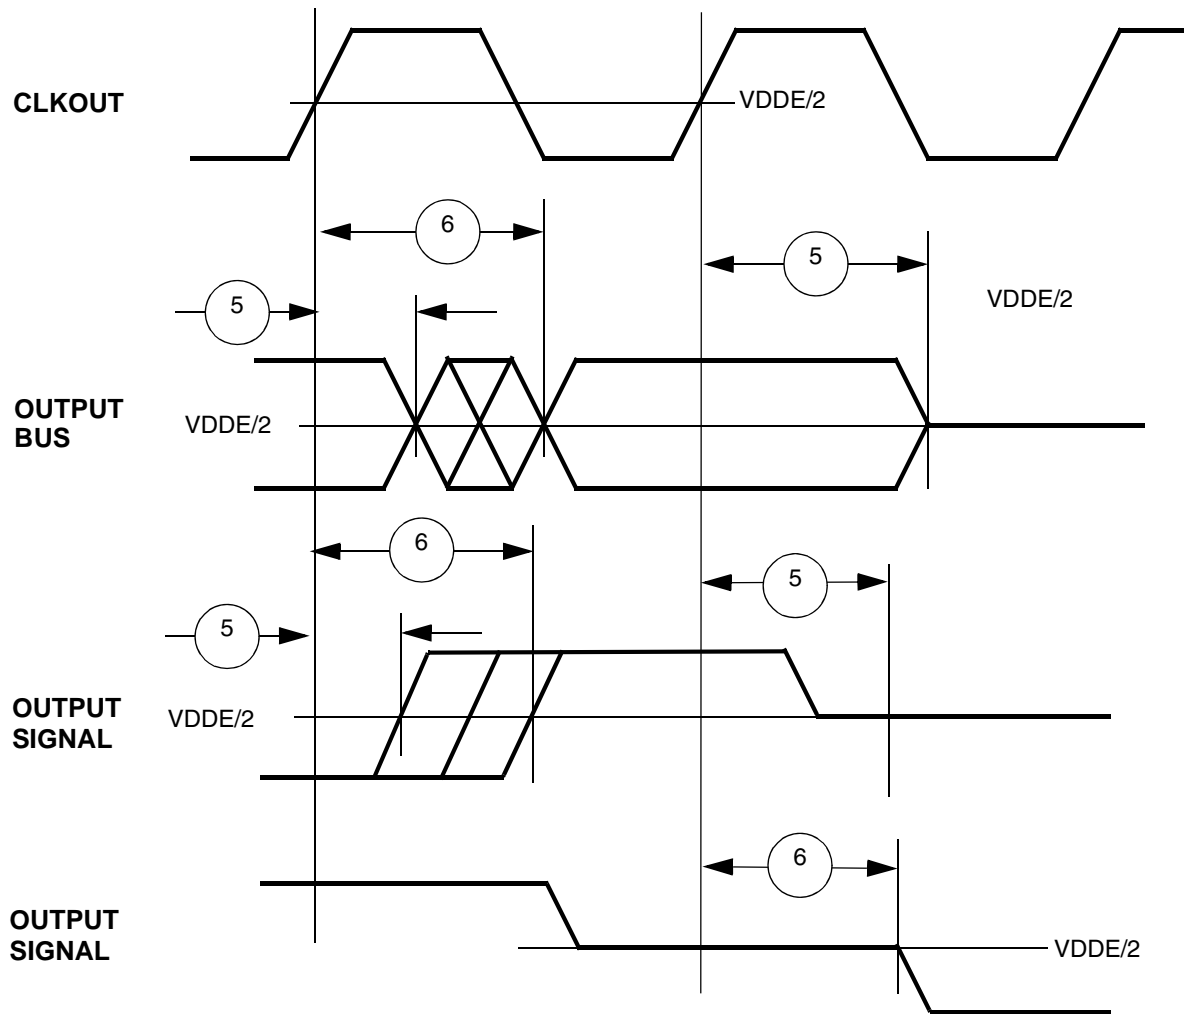 CLKOUT
VDDE/2
6
5
5
VDDE/2
OUTPUT
BUS
VDDE/2
6
5
5
OUTPUT
SIGNAL
VDDE/2
6
OUTPUT
SIGNAL
VDDE/2